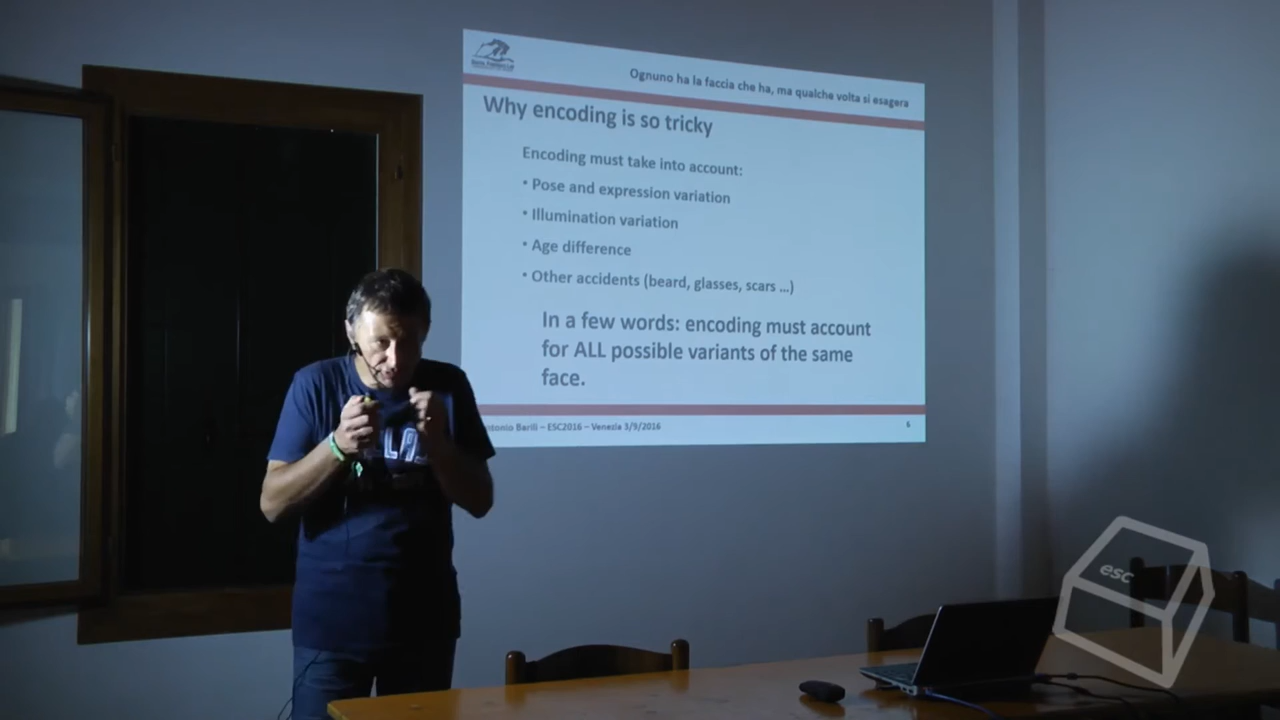 Ognuno ha la faccia che ha, ma qualche volta si esagera
Why encoding is so tricky
Encoding must take into account:
• Pose and expression variation
• Illumination variation
• Age difference
• Other accidents (beard, glasses, scars ...)
In a few words: encoding must account
for ALL possible variants of the same
face.
ntonio Barili – ESC2016 – Venezia 3/9/2016
6
LA
esc